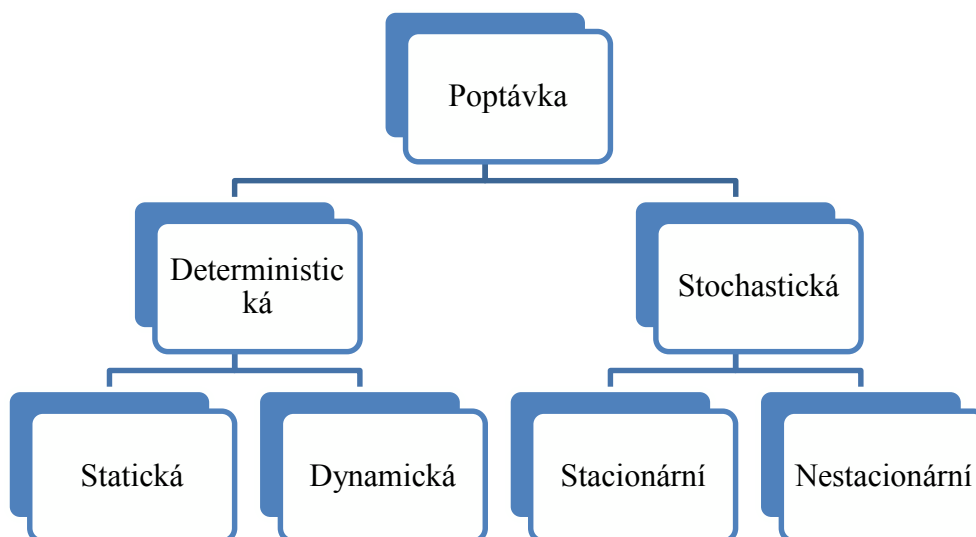 Poptávka
Deterministic
ká
Stochastická
Statická
Dynamická
Stacionární
Nestacionární